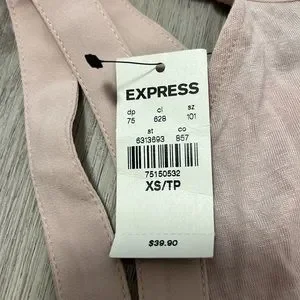 EXPRESS
dp cl sz
75 628 101
st co
6313693 857
75150532
XS/TP
$39.90